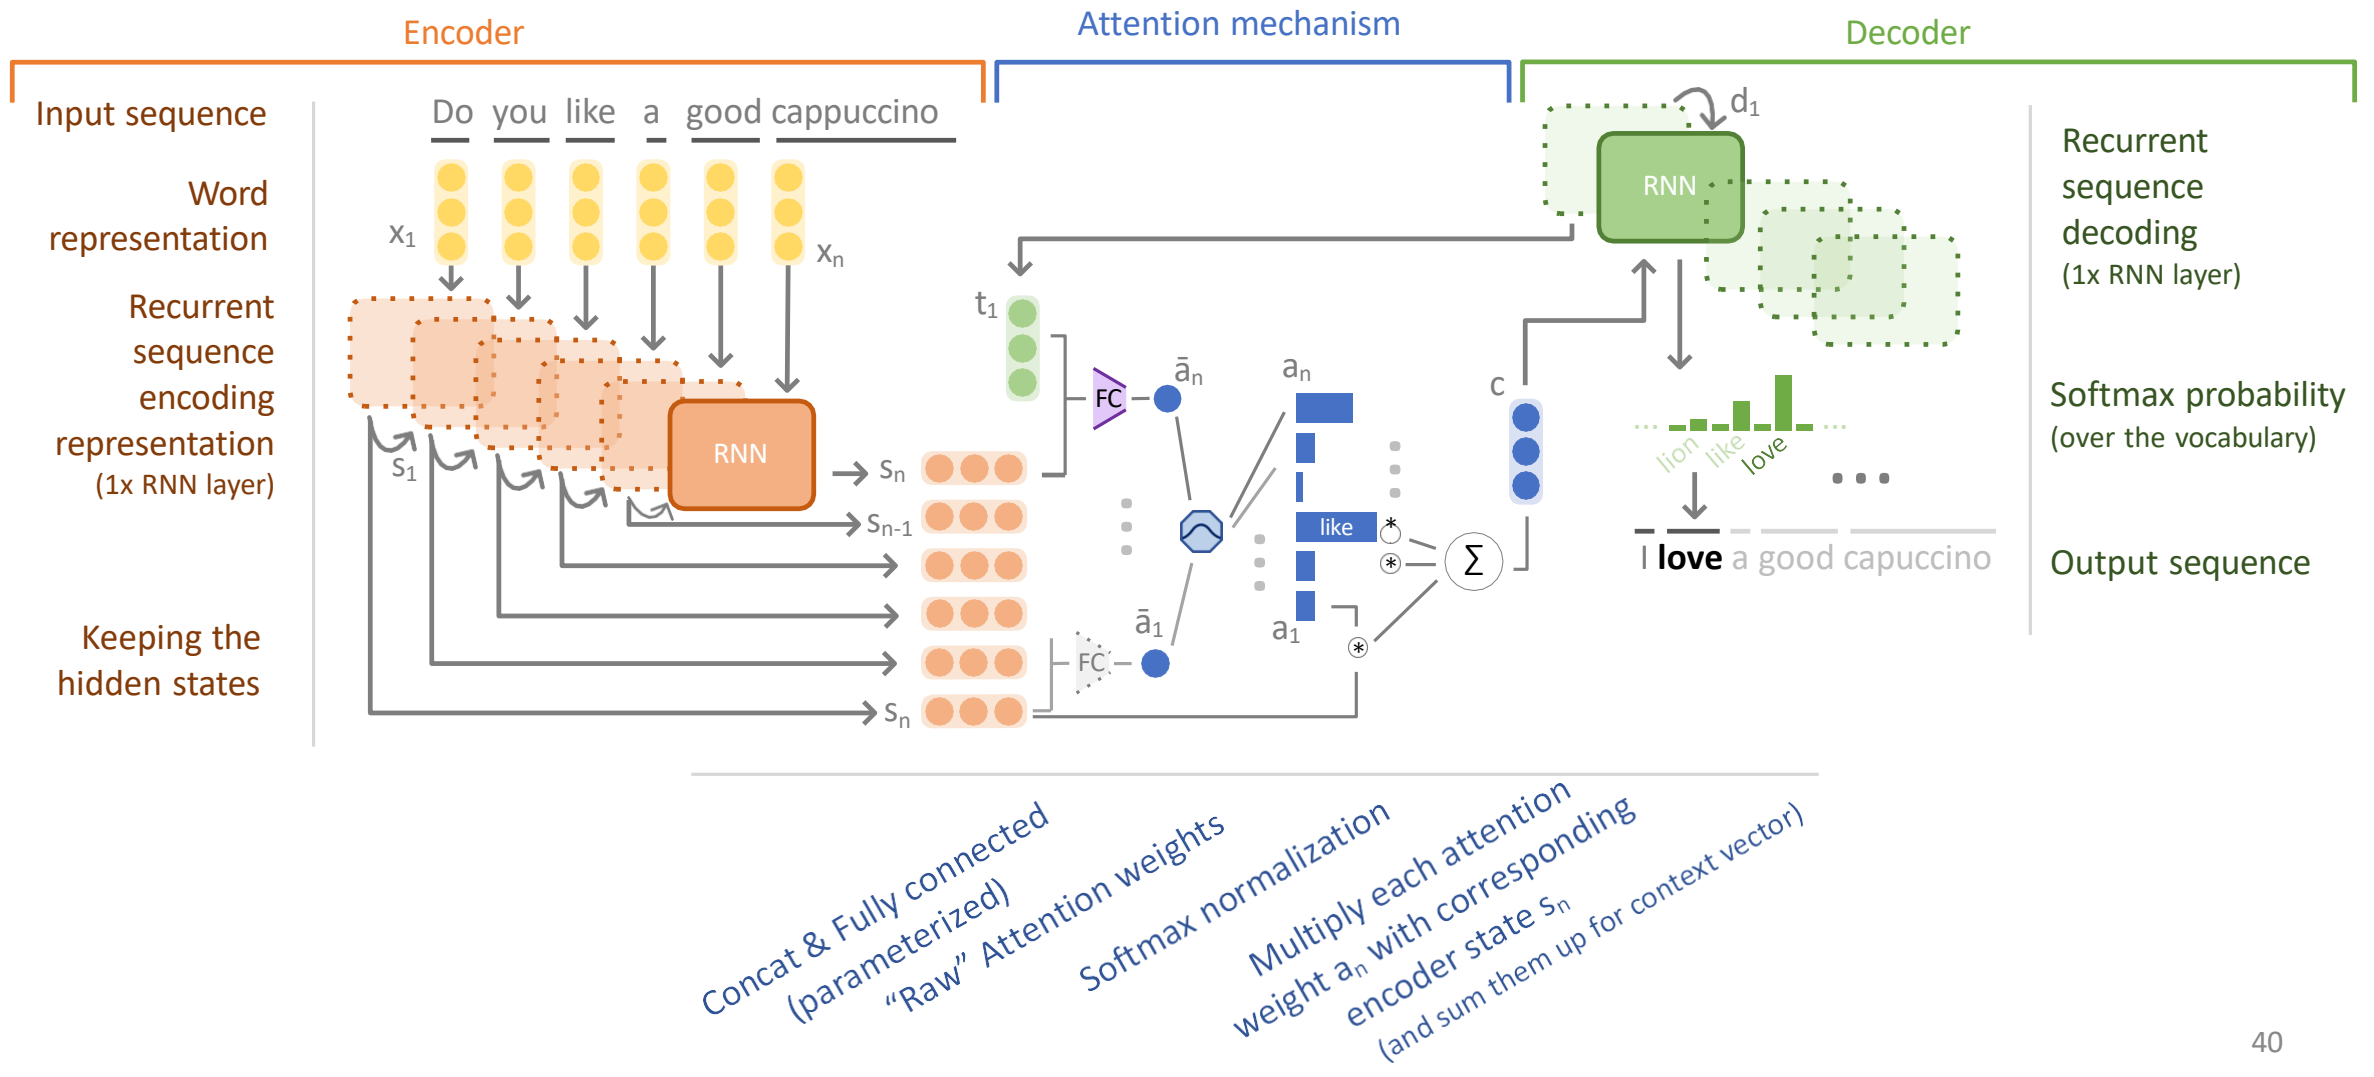 Encoder
Attention mechanism
Decoder
Input sequence
Do you like a good cappuccino
Word
representation
x1
xn
Recurrent
sequence
encoding
representation
(1x RNN layer)
s1
RNN
sn
sn-1
Keeping the
hidden states
sn
t1
FC
ān
FC
ā1
an
like
a1
*
*
*
Σ
c
d1
RNN
Recurrent
sequence
decoding
(1x RNN layer)
... ...
lion like love
...
Softmax probability
(over the vocabulary)
I love a good capuccino
Output sequence
Concat & Fully connected
(parameterized)
“Raw” Attention weights
Softmax normalization
Multiply each attention
weight an with corresponding
encoder state sn
(and sum them up for context vector)
40